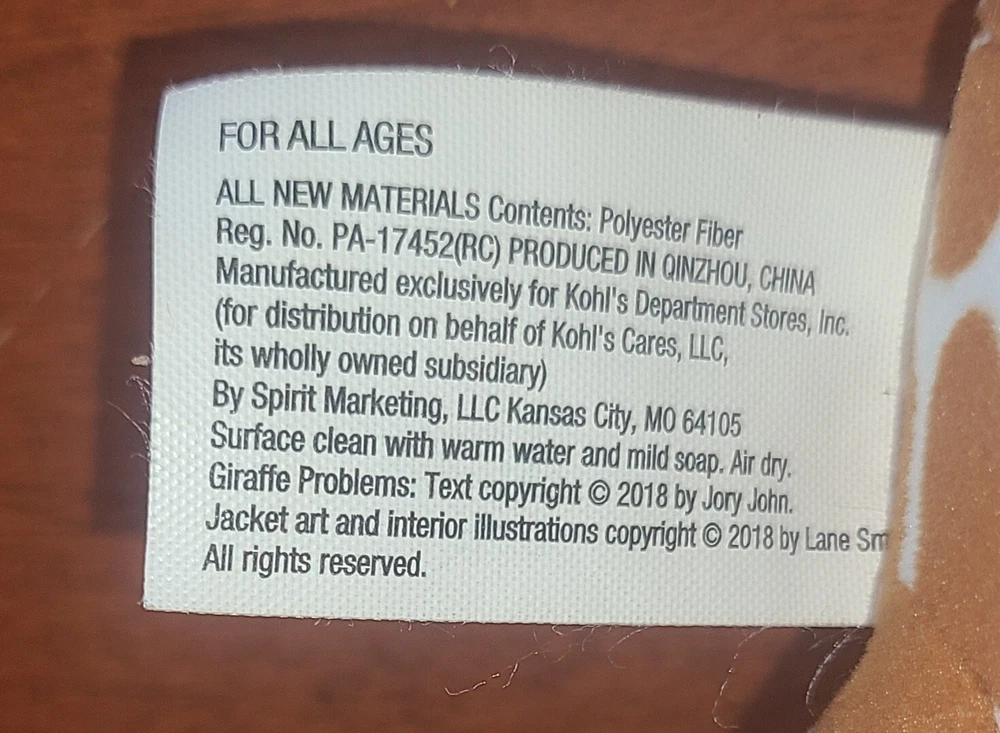 FOR ALL AGES
ALL NEW MATERIALS Contents: Polyester Fiber
Reg. No. PA-17452(RC) PRODUCED IN QINZHOU, CHINA
Manufactured exclusively for Kohl's Department Stores, Inc.
(for distribution on behalf of Kohl's Cares, LLC,
its wholly owned subsidiary)
By Spirit Marketing, LLC Kansas City, MO 64105
Surface clean with warm water and mild soap. Air dry.
Giraffe Problems: Text copyright © 2018 by Jory John.
Jacket art and interior illustrations copyright © 2018 by Lane
All rights reserved.